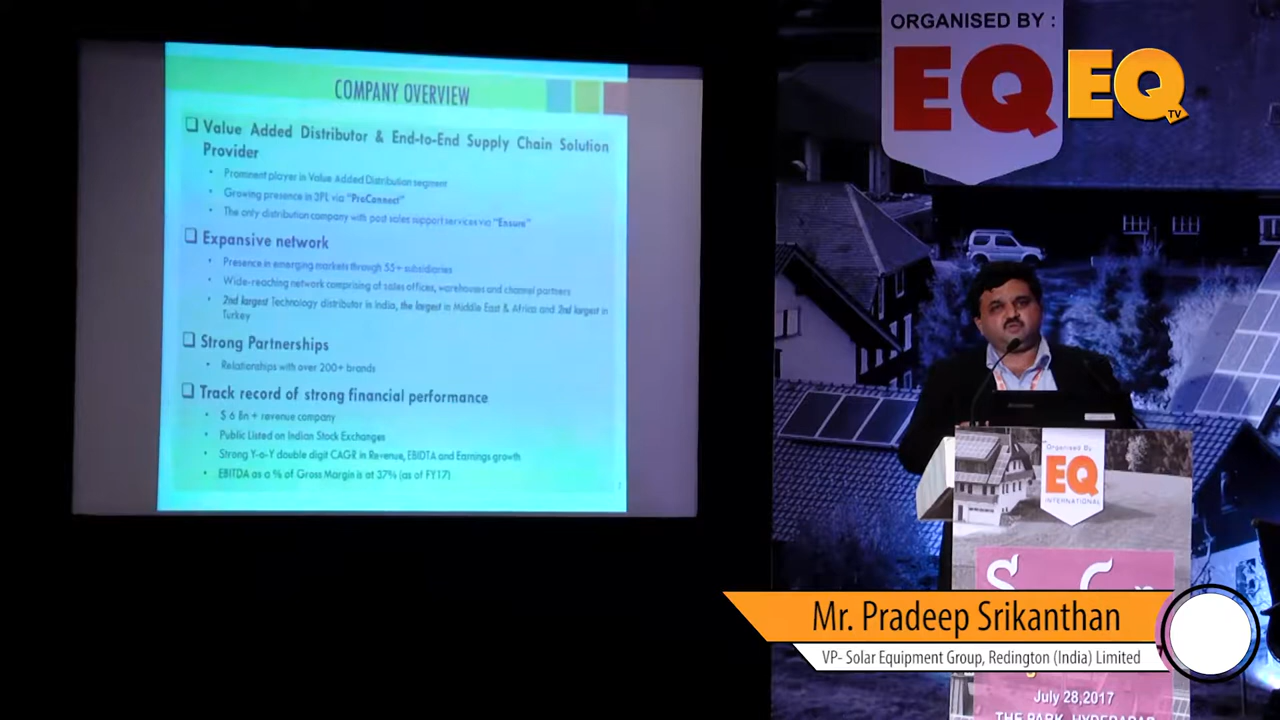 COMPANY OVERVIEW
❑ Value Added Distributor & End-to-End Supply Chain Solution
Provider
• Prominent player in Value Added Distribution segment
• Growing presence in 3PL via "ProConnect"
• The only distribution company with post sales support services via "Ensure"
❑ Expansive network
• Presence in emerging markets through 55+ subsidiaries
• Wide-reaching network comprising of sales offices, warehouses and channel partners
• 2nd largest Technology distributor in India, the largest in Middle East & Africa and 2nd largest in
Turkey
❑ Strong Partnerships
• Relationships with over 200+ brands
❑ Track record of strong financial performance
• $ 6 Bn + revenue company
• Public Listed on Indian Stock Exchanges
• Strong Y-o-Y double digit CAGR in Revenue, EBIDTA and Earnings growth
• EBITDA as a % of Gross Margin is at 37% (as of FY17)
ORGANISED BY :
EQ
EQ
TV
Organised By:
EQ
INTERNATIONAL
Mr. Pradeep Srikanthan
VP- Solar Equipment Group, Redington (India) Limited
July 28,2017
THE PARK, HYDERABAD